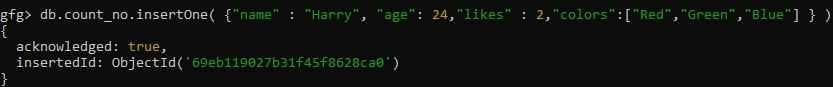 gfg> db.count_no.insertOne( {"name" : "Harry", "age": 24,"likes" : 2,"colors":["Red","Green","Blue"] } )
{
  acknowledged: true,
  insertedId: ObjectId('69eb119027b31f45f8628ca0')
}